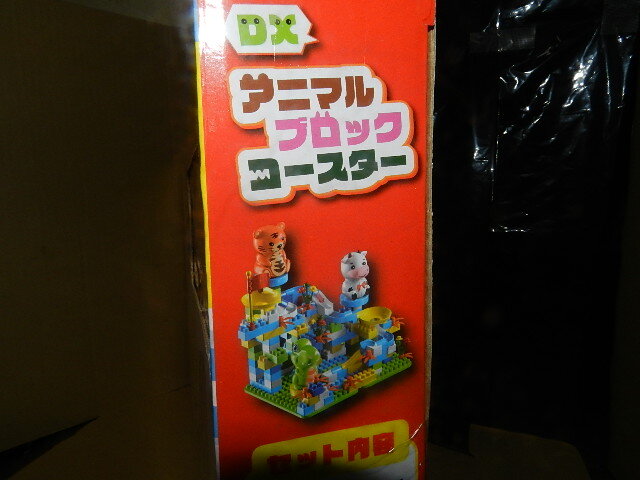 DX
アニマル
ブロック
コースター
セット内容